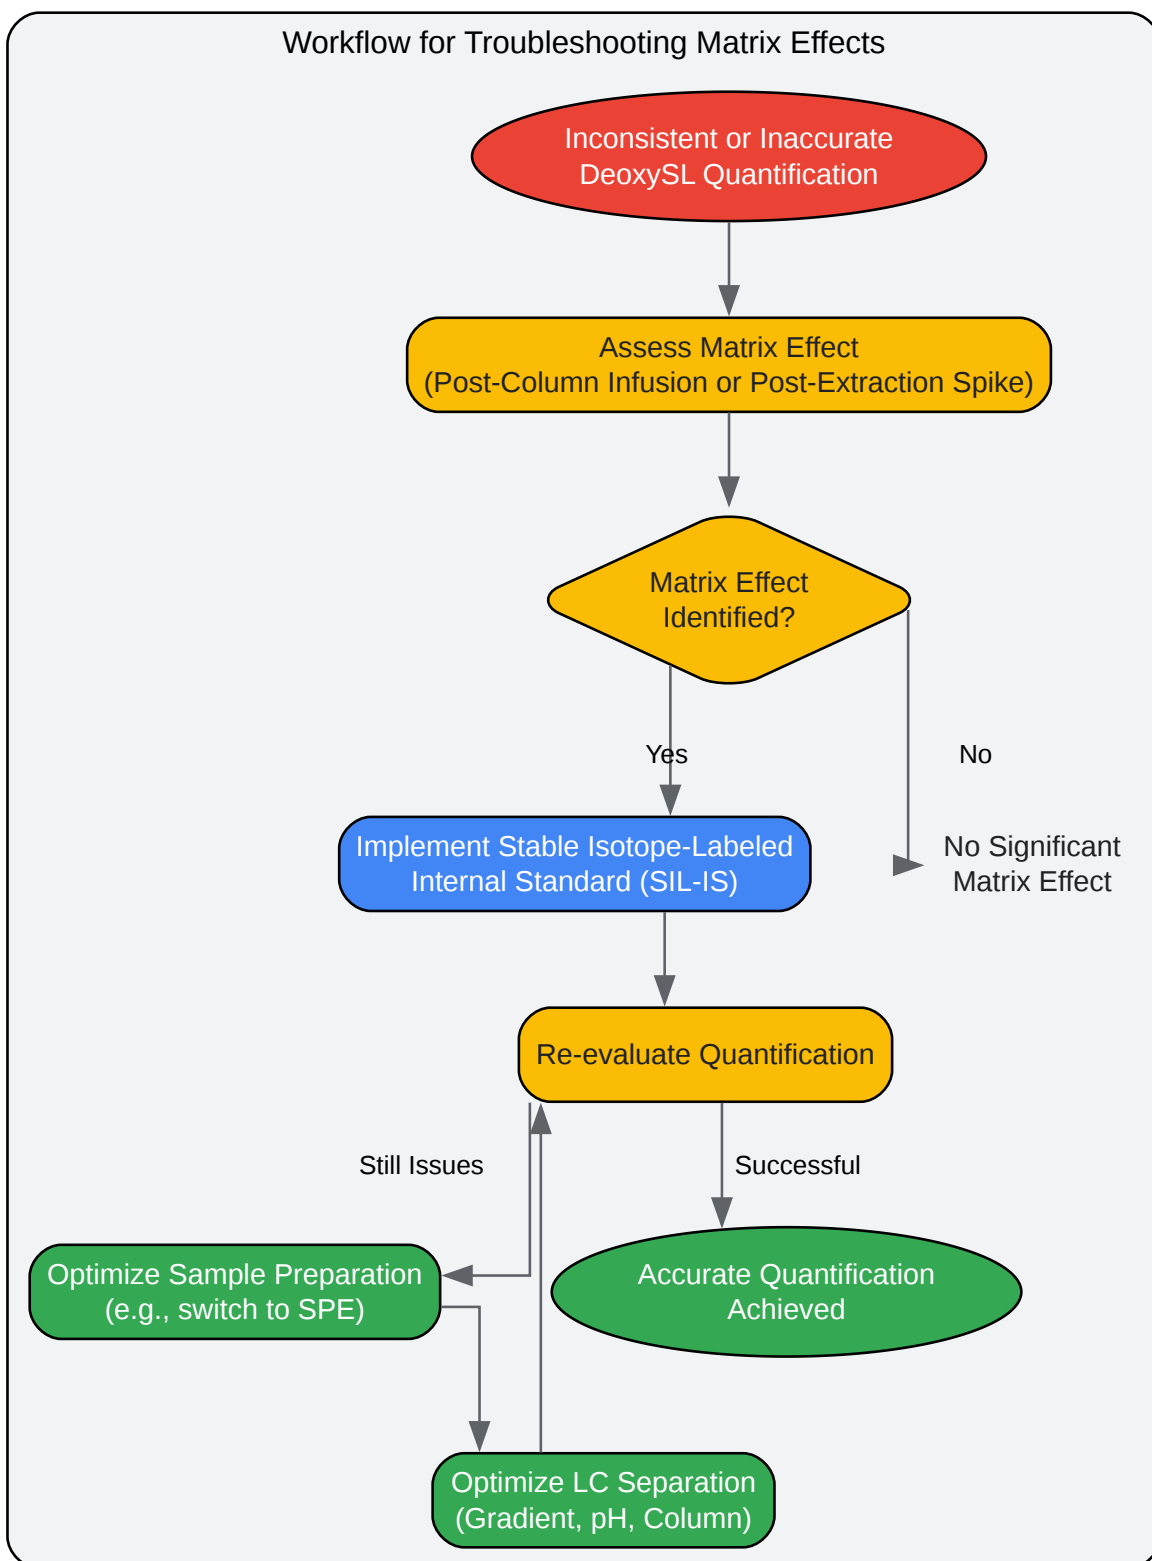 Workflow for Troubleshooting Matrix Effects
Inconsistent or Inaccurate
DeoxySL Quantification
Assess Matrix Effect
(Post-Column Infusion or Post-Extraction Spike)
Matrix Effect
Identified?
Yes
No
Implement Stable Isotope-Labeled
Internal Standard (SIL-IS)
No Significant
Matrix Effect
Re-evaluate Quantification
Still Issues
Successful
Optimize Sample Preparation
(e.g., switch to SPE)
Accurate Quantification
Achieved
Optimize LC Separation
(Gradient, pH, Column)